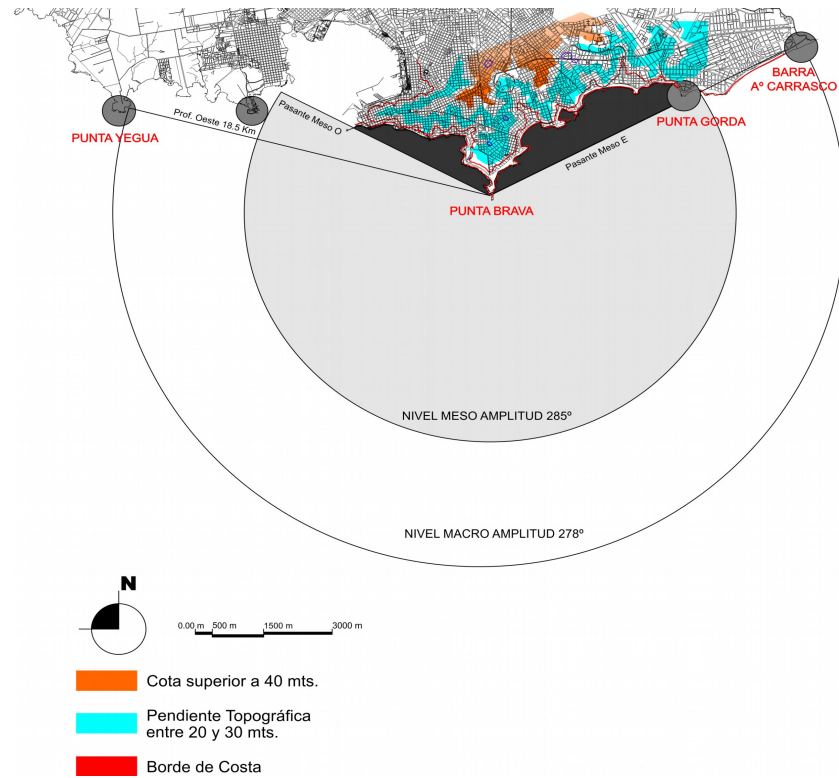 BARRA
Aº CARRASCO
PUNTA YEGUA
Prof. Oeste 18.5 Km
Pasante Meso O
PUNTA GORDA
Pasante Meso E
PUNTA BRAVA
NIVEL MESO AMPLITUD 285º
NIVEL MACRO AMPLITUD 278º
N
0.00 m 500 m 1500 m 3000 m
Cota superior a 40 mts.
Pendiente Topográfica
entre 20 y 30 mts.
Borde de Costa